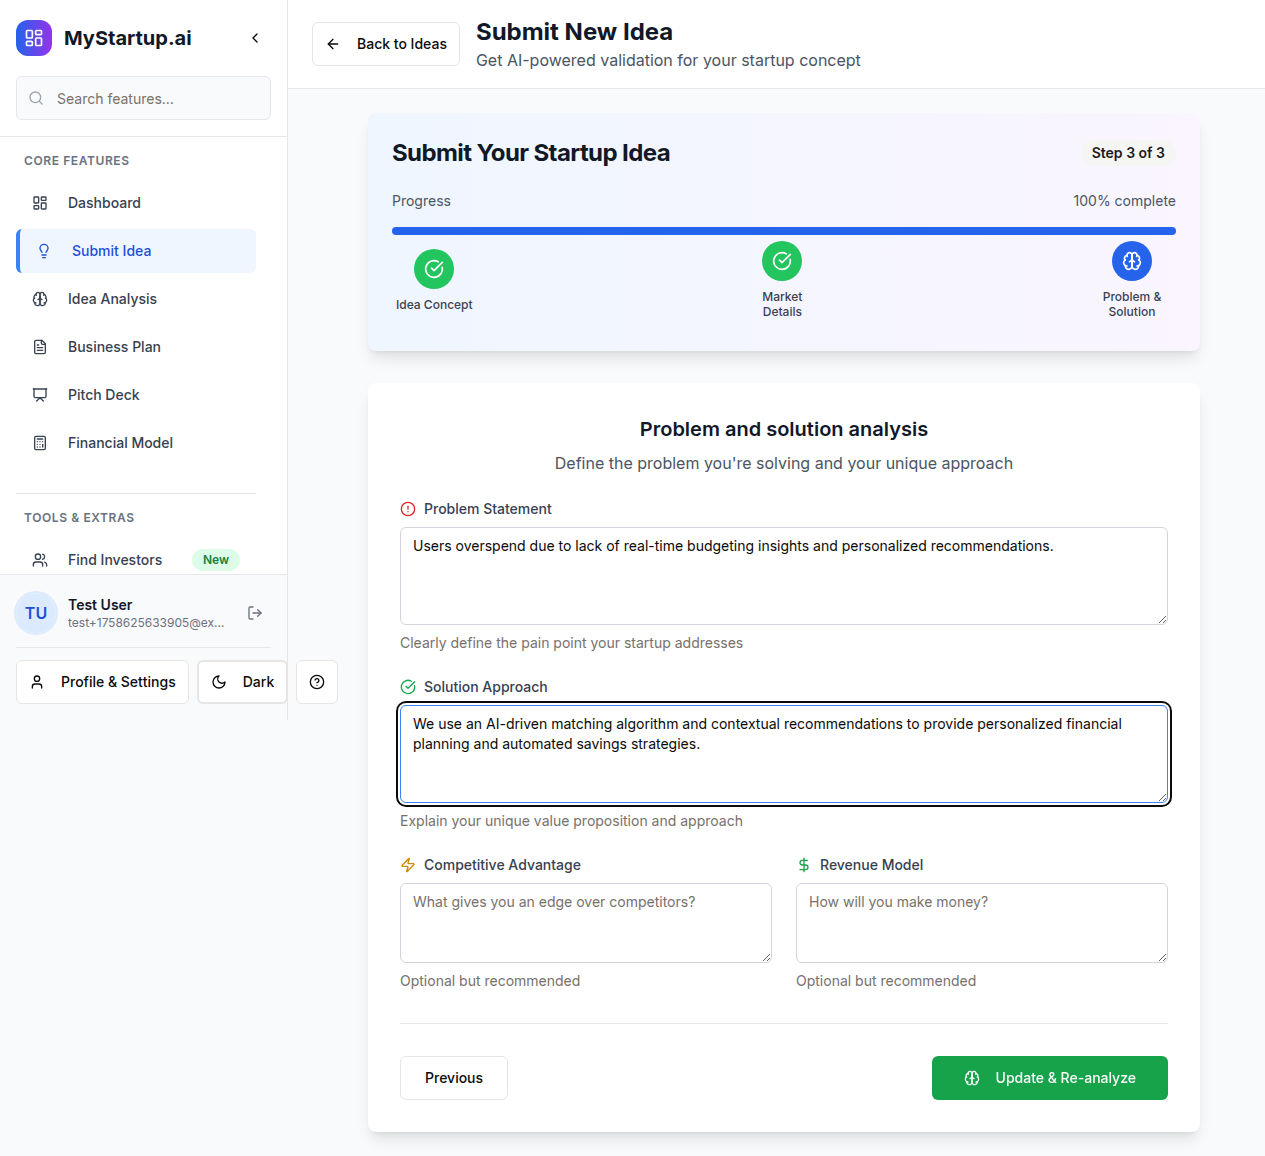 MyStartup.ai
Search features...
CORE FEATURES
Dashboard
Submit Idea
Idea Analysis
Business Plan
Pitch Deck
Financial Model
TOOLS & EXTRAS
Find Investors
New
TU
Test User
test+1758625633905@ex...
Profile & Settings
Dark
Back to Ideas
Submit New Idea
Get AI-powered validation for your startup concept
Submit Your Startup Idea
Step 3 of 3
Progress
100% complete
Idea Concept
Market
Details
Problem &
Solution
Problem and solution analysis
Define the problem you're solving and your unique approach
Problem Statement
Users overspend due to lack of real-time budgeting insights and personalized recommendations.
Clearly define the pain point your startup addresses
Solution Approach
We use an AI-driven matching algorithm and contextual recommendations to provide personalized financial
planning and automated savings strategies.
Explain your unique value proposition and approach
Competitive Advantage
What gives you an edge over competitors?
Optional but recommended
Revenue Model
How will you make money?
Optional but recommended
Previous
Update & Re-analyze